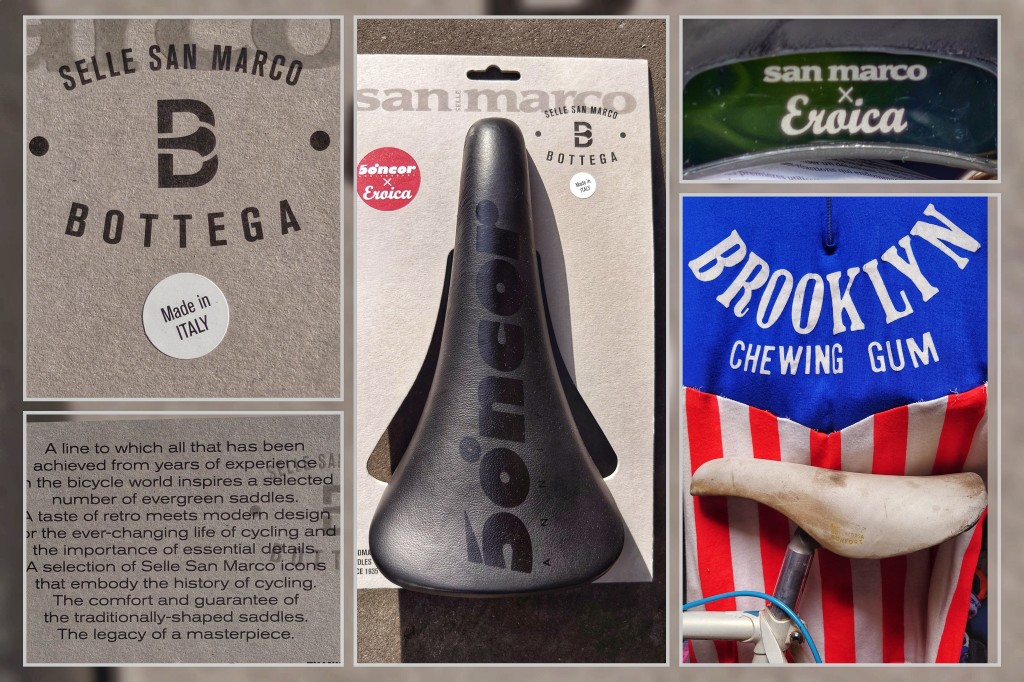 SELLE SAN MARCO
B
BOTTEGA
Made in
ITALY
A line to which all that has been
achieved from years of experience
the bicycle world inspires a selected
number of evergreen saddles.
A taste of retro meets modern design
or the ever-changing life of cycling and
the importance of essential details.
A selection of Selle San Marco icons
that embody the history of cycling.
The comfort and guarantee of
the traditionally-shaped saddles.
The legacy of a masterpiece.
san marco
SELLE
SELLE SAN MARCO
B
BOTTEGA
Made in
ITALY
concor
×
Eroica
concor
ANNI
san marco
×
Eroica
BROOKLYN
CHEWING GUM